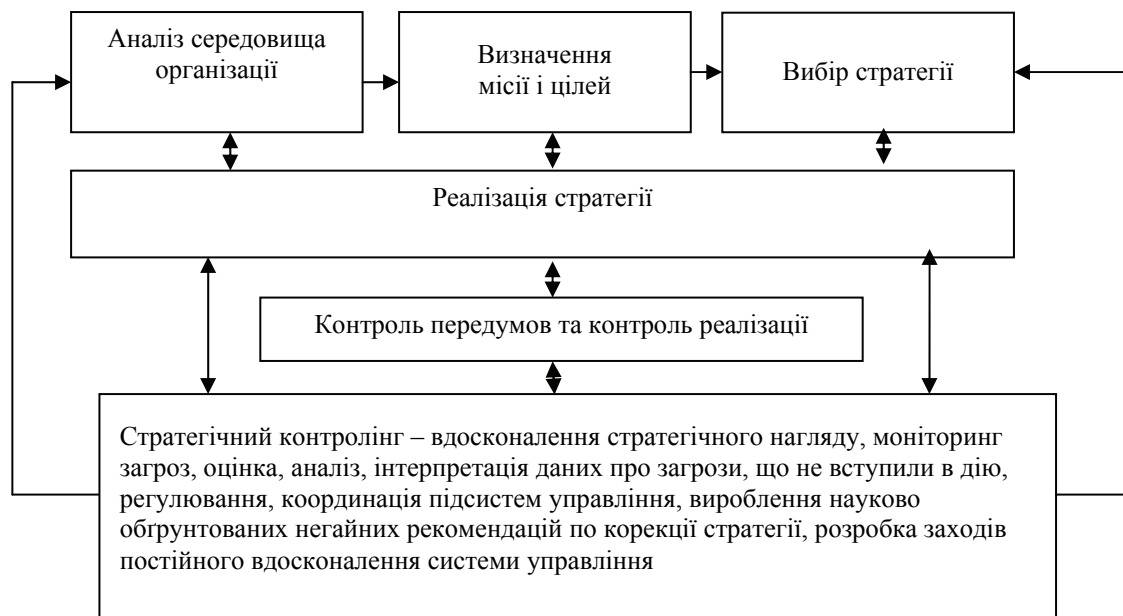 Аналіз середовища
організації
Визначення
місії і цілей
Вибір стратегії
Реалізація стратегії
Контроль передумов та контроль реалізації
Стратегічний контролінг – вдосконалення стратегічного нагляду, моніторинг
загроз, оцінка, аналіз, інтерпретація даних про загрози, що не вступили в дію,
регулювання, координація підсистем управління, вироблення науково
обґрунтованих негайних рекомендацій по корекції стратегії, розробка заходів
постійного вдосконалення системи управління